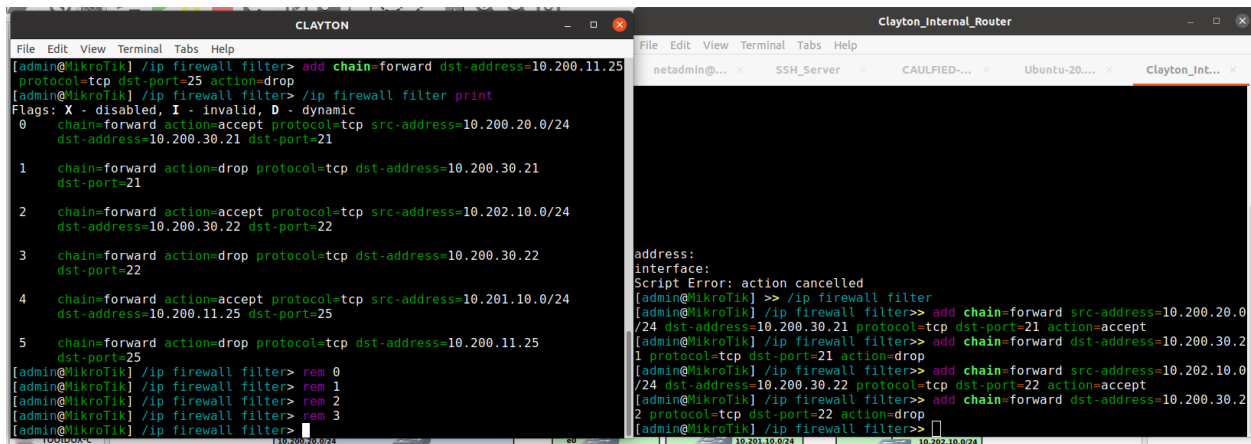 CLAYTON
File Edit View Terminal Tabs Help
[admin@MikroTik] /ip firewall filter> add chain=forward dst-address=10.200.11.25
protocol=tcp dst-port=25 action=drop
[admin@MikroTik] /ip firewall filter> /ip firewall filter print
Flags: X - disabled, I - invalid, D - dynamic
0 chain=forward action=accept protocol=tcp src-address=10.200.20.0/24
dst-address=10.200.30.21 dst-port=21
1 chain=forward action=drop protocol=tcp dst-address=10.200.30.21
dst-port=21
2 chain=forward action=accept protocol=tcp src-address=10.202.10.0/24
dst-address=10.200.30.22 dst-port=22
3 chain=forward action=drop protocol=tcp dst-address=10.200.30.22
dst-port=22
4 chain=forward action=accept protocol=tcp src-address=10.201.10.0/24
dst-address=10.200.11.25 dst-port=25
5 chain=forward action=drop protocol=tcp dst-address=10.200.11.25
dst-port=25
[admin@MikroTik] /ip firewall filter> rem 0
[admin@MikroTik] /ip firewall filter> rem 1
[admin@MikroTik] /ip firewall filter> rem 2
[admin@MikroTik] /ip firewall filter> rem 3
[admin@MikroTik] /ip firewall filter>
Clayton_Internal_Router
File Edit View Terminal Tabs Help
netadmin@... SSH_Server CAULFIED-... Ubuntu-20.... Clayton_Int...
address:
interface:
Script Error: action cancelled
[admin@MikroTik] >> /ip firewall filter
[admin@MikroTik] /ip firewall filter>> add chain=forward src-address=10.200.20.0
/24 dst-address=10.200.30.21 protocol=tcp dst-port=21 action=accept
[admin@MikroTik] /ip firewall filter>> add chain=forward dst-address=10.200.30.2
1 protocol=tcp dst-port=21 action=drop
[admin@MikroTik] /ip firewall filter>> add chain=forward src-address=10.202.10.0
/24 dst-address=10.200.30.22 protocol=tcp dst-port=22 action=accept
[admin@MikroTik] /ip firewall filter>> add chain=forward dst-address=10.200.30.2
2 protocol=tcp dst-port=22 action=drop
[admin@MikroTik] /ip firewall filter>>
10.200.20.0/24 e0 10.201.10.0/24 10.202.10.0/24